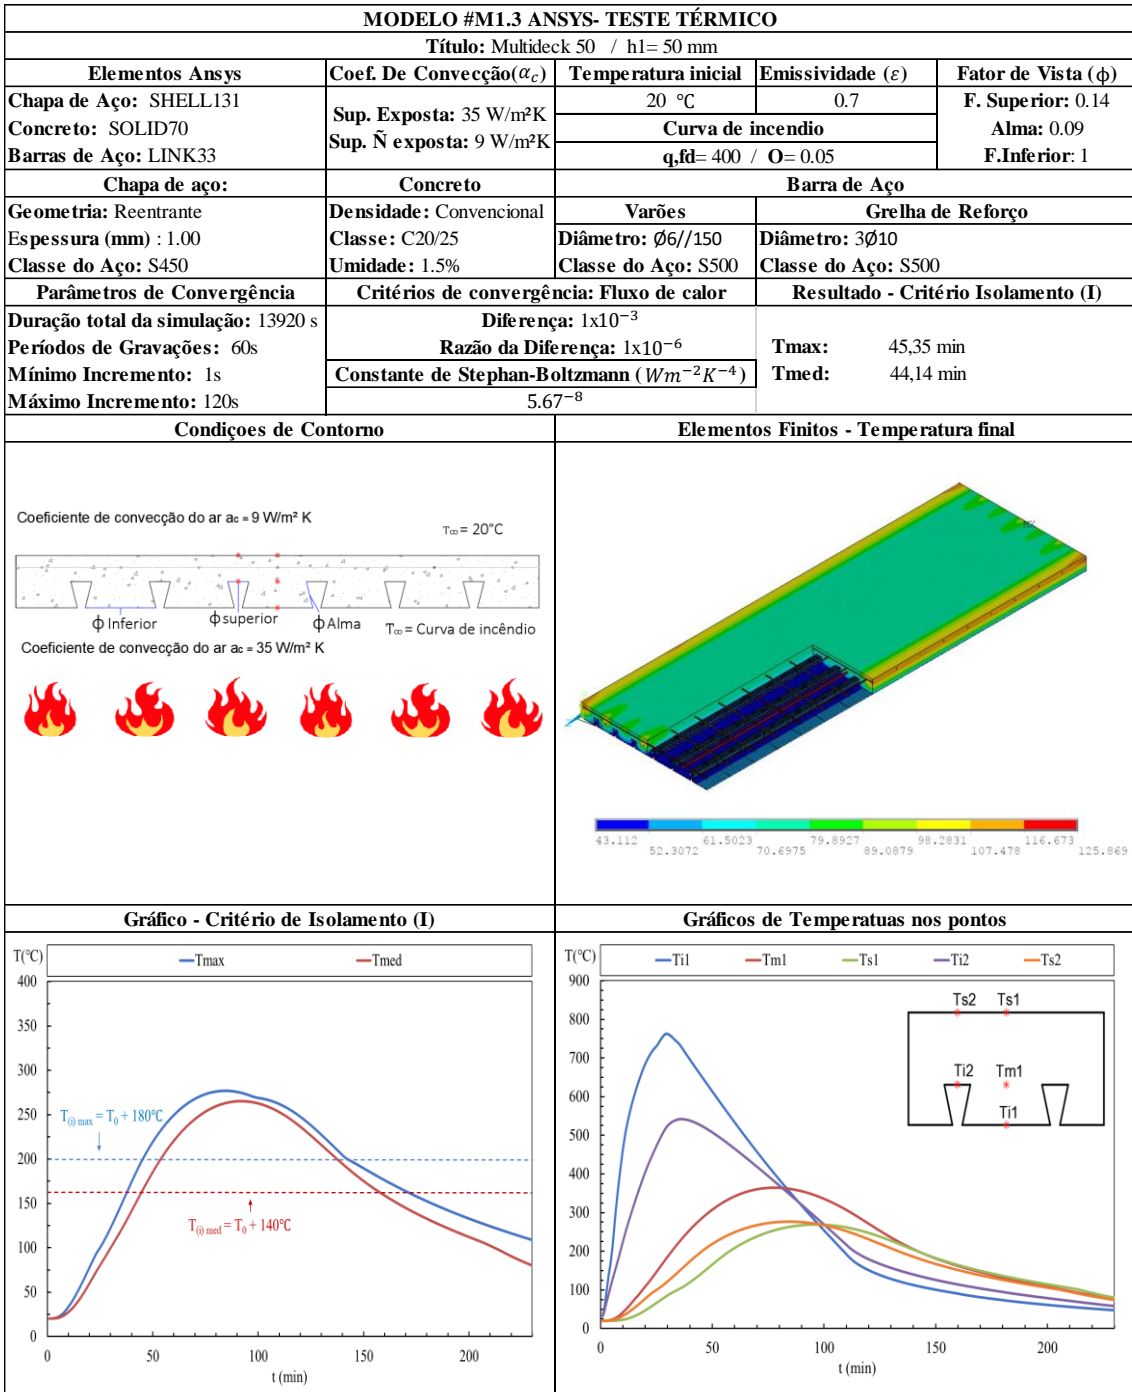 MODELO #M1.3 ANSYS- TESTE TÉRMICO
Título: Multideck 50 / h1= 50 mm
Elementos Ansys
Coef. De Convecção(α_c)
Temperatura inicial
Emissividade (ε)
Fator de Vista (ϕ)
Chapa de Aço: SHELL131
Concreto: SOLID70
Barras de Aço: LINK33
Sup. Exposta: 35 W/m²K
Sup. Ñ exposta: 9 W/m²K
20 °C
0.7
Curva de incendio
q,fd= 400 / O= 0.05
F. Superior: 0.14
Alma: 0.09
F.Inferior: 1
Chapa de aço:
Concreto
Barra de Aço
Geometria: Reentrante
Espessura (mm) : 1.00
Classe do Aço: S450
Densidade: Convencional
Classe: C20/25
Umidade: 1.5%
Varões
Diâmetro: Ø6//150
Classe do Aço: S500
Grelha de Reforço
Diâmetro: 3Ø10
Classe do Aço: S500
Parâmetros de Convergência
Critérios de convergência: Fluxo de calor
Resultado - Critério Isolamento (I)
Duração total da simulação: 13920 s
Períodos de Gravações: 60s
Mínimo Incremento: 1s
Máximo Incremento: 120s
Diferença: 1x10⁻³
Razão da Diferença: 1x10⁻⁶
Constante de Stephan-Boltzmann (Wm⁻²K⁻⁴)
5.67⁻⁸
Tmax: 45,35 min
Tmed: 44,14 min
Condiçoes de Contorno
Elementos Finitos - Temperatura final
Coeficiente de convecção do ar ac = 9 W/m² K
T∞ = 20°C
ϕ Inferior
ϕ superior
ϕ Alma
T∞ = Curva de incêndio
Coeficiente de convecção do ar ac = 35 W/m² K
MX
43.112
52.3072
61.5023
70.6975
79.8927
89.0879
98.2831
107.478
116.673
125.869
Gráfico - Critério de Isolamento (I)
Gráficos de Temperatuas nos pontos
T(°C)
Tmax
Tmed
400
350
300
250
200
150
100
50
0
T(i) max = T0 + 180°C
T(i) med = T0 + 140°C
0
50
100
150
200
t (min)
T(°C)
Ti1
Tm1
Ts1
Ti2
Ts2
900
800
700
600
500
400
300
200
100
0
Ts2
Ts1
Ti2
Tm1
Ti1
0
50
100
150
200
t (min)